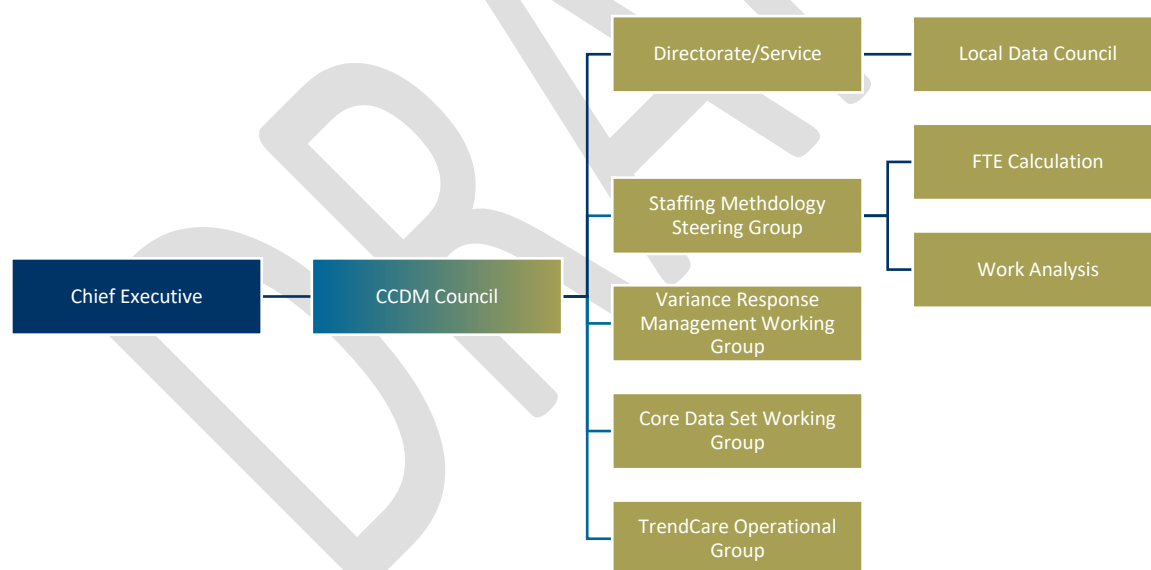 Directorate/Service
Local Data Council
FTE Calculation
Staffing Methdology
Steering Group
Work Analysis
Chief Executive
CCDM Council
Variance Response
Management Working
Group
Core Data Set Working
Group
TrendCare Operational
Group